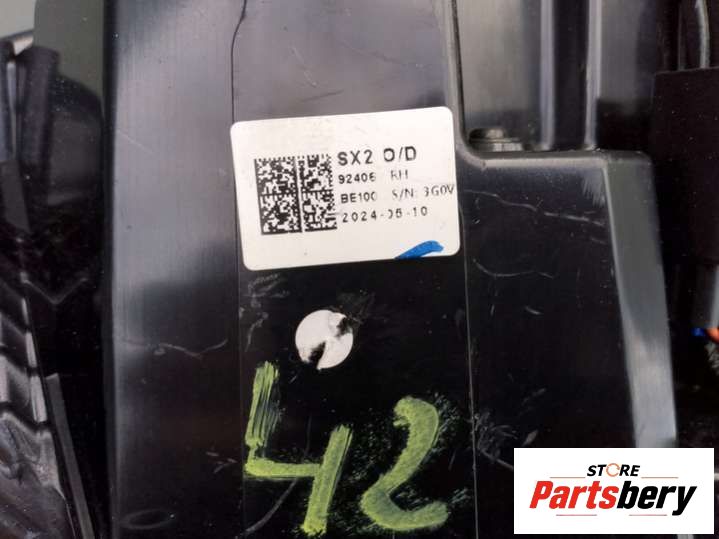 SX2 O/D
92406 RH
BE100 S/N: 3G0V
2024-05-10
42
STORE
Partsbery